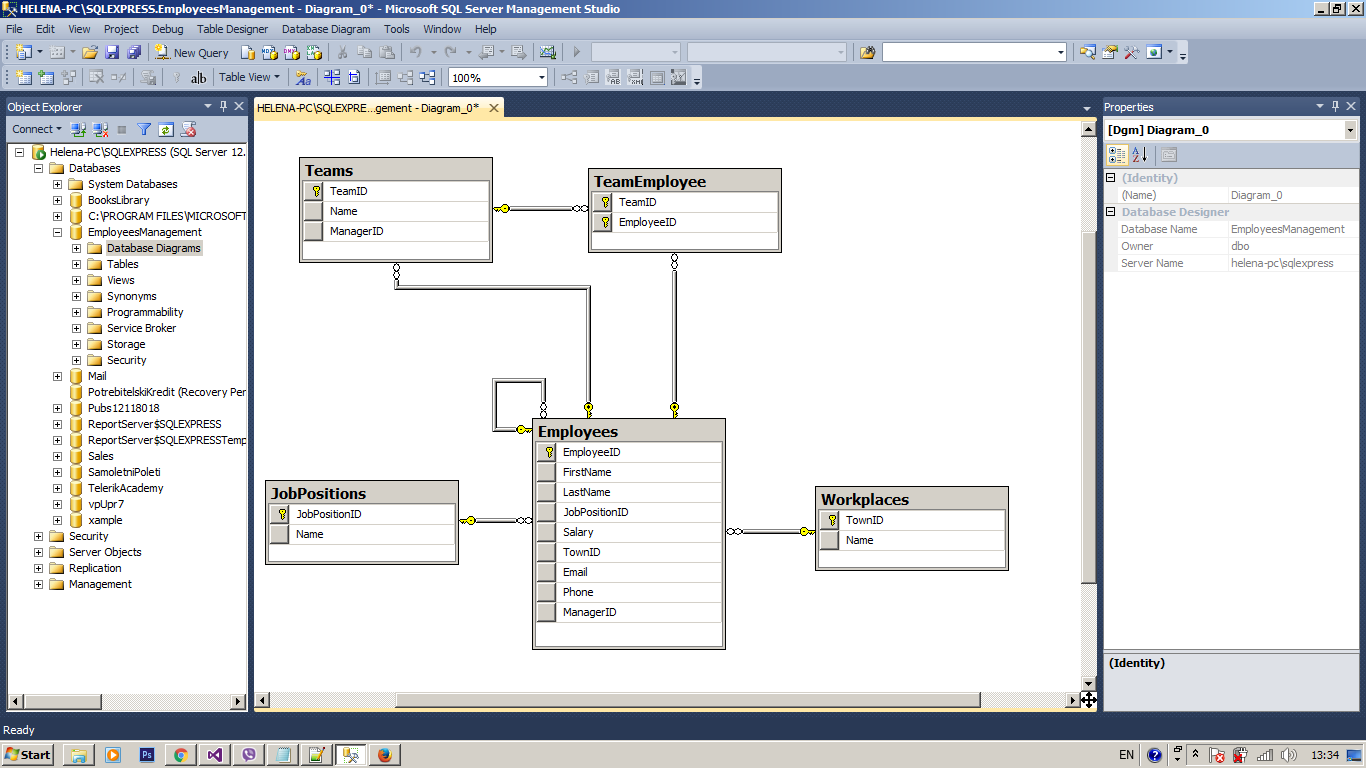 HELENA-PC\SQLEXPRESS.EmployeesManagement - Diagram_0* - Microsoft SQL Server Management Studio
File Edit View Project Debug Table Designer Database Diagram Tools Window Help
New Query
Table View 100%
Object Explorer
Connect
Helena-PC\SQLEXPRESS (SQL Server 12.
Databases
System Databases
BooksLibrary
C:\PROGRAM FILES\MICROSOFT
EmployeesManagement
Database Diagrams
Tables
Views
Synonyms
Programmability
Service Broker
Storage
Security
Mail
PotrebitelskiKredit (Recovery Per
Pubs12118018
ReportServer$SQLEXPRESS
ReportServer$SQLEXPRESSTemp
Sales
SamoletniPoleti
TelerikAcademy
vpUpr7
xample
Security
Server Objects
Replication
Management
HELENA-PC\SQLEXPRE...gement - Diagram_0*
Teams
TeamID
Name
ManagerID
TeamEmployee
TeamID
EmployeeID
Employees
EmployeeID
FirstName
LastName
JobPositionID
Salary
TownID
Email
Phone
ManagerID
JobPositions
JobPositionID
Name
Workplaces
TownID
Name
Properties
[Dgm] Diagram_0
(Identity)
(Name) Diagram_0
Database Designer
Database Name EmployeesManagement
Owner dbo
Server Name helena-pc\sqlexpress
(Identity)
Ready
Start
Ps
EN
13:34